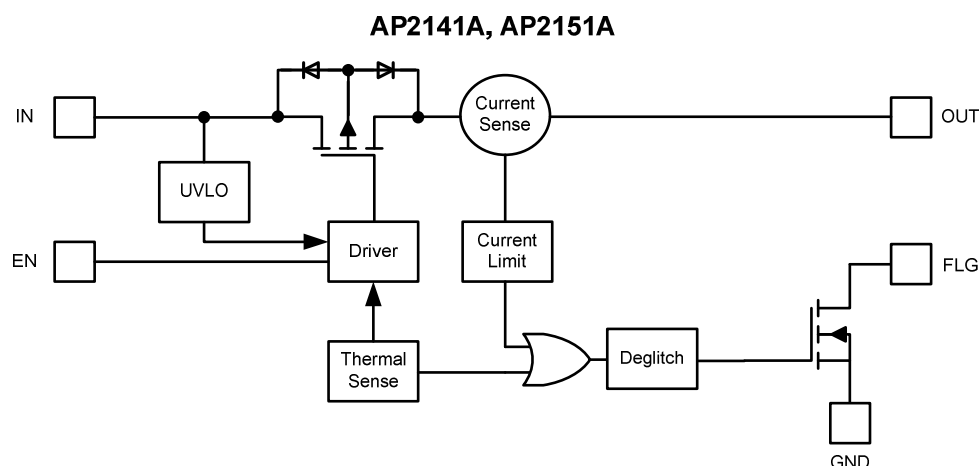 AP2141A, AP2151A
IN
Current
Sense
OUT
UVLO
EN
Driver
Current
Limit
FLG
Thermal
Sense
Deglitch
GND